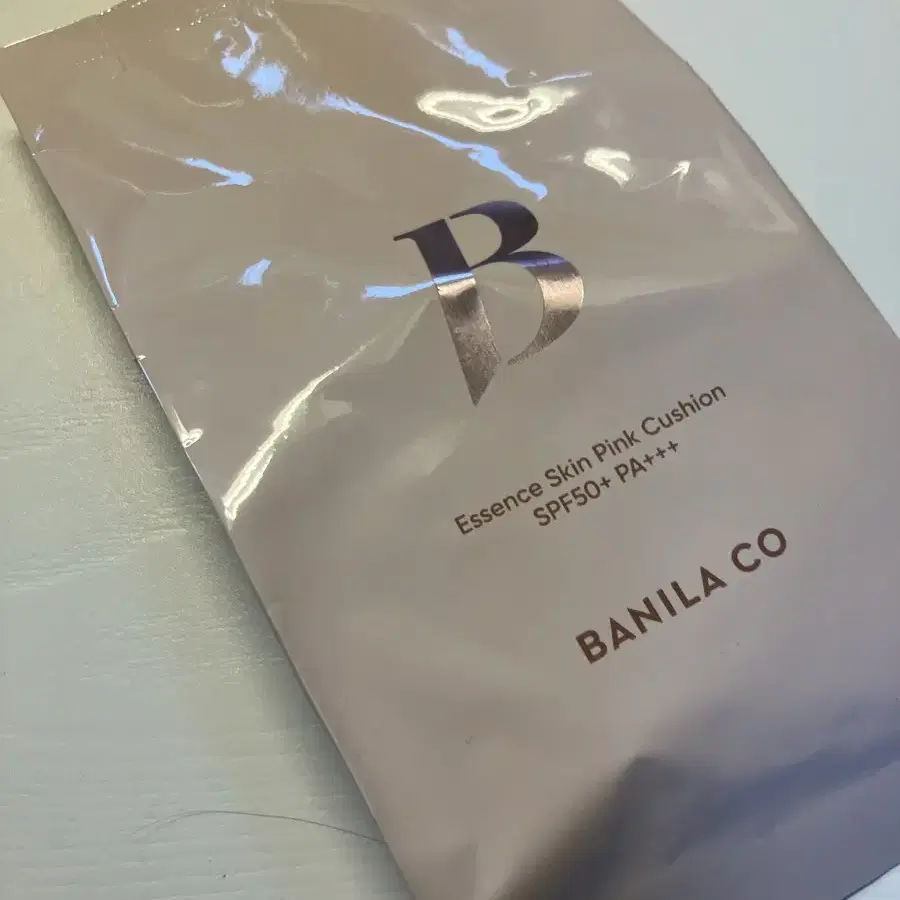 B
Essence Skin Pink Cushion
SPF50+ PA+++
BANILA CO